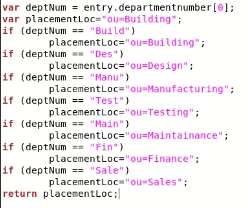 var deptNum = entry.departmentnumber[0];
var placementLoc="ou=Building";
if (deptNum == "Build")
placementLoc="ou=Building";
if (deptNum == "Des")
placementLoc="ou=Design";
if (deptNum == "Manu")
placementLoc="ou=Manufacturing";
if (deptNum == "Test")
placementLoc="ou=Testing";
if (deptNum == "Main")
placementLoc="ou=Maintainance";
if (deptNum == "Fin")
placementLoc="ou=Finance";
if (deptNum == "Sale")
placementLoc="ou=Sales";
return placementLoc;